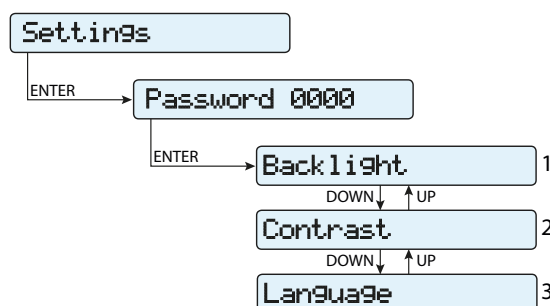 Settings
ENTER
Password 0000
ENTER
Backlight 1
DOWN UP
Contrast 2
DOWN UP
Language 3